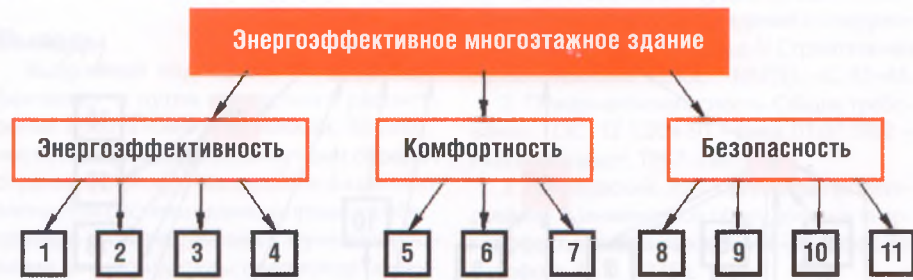 Энергоэффективное многоэтажное здание
Энергоэффективность Комфортность Безопасность
1 2 3 4 5 6 7 8 9 10 11